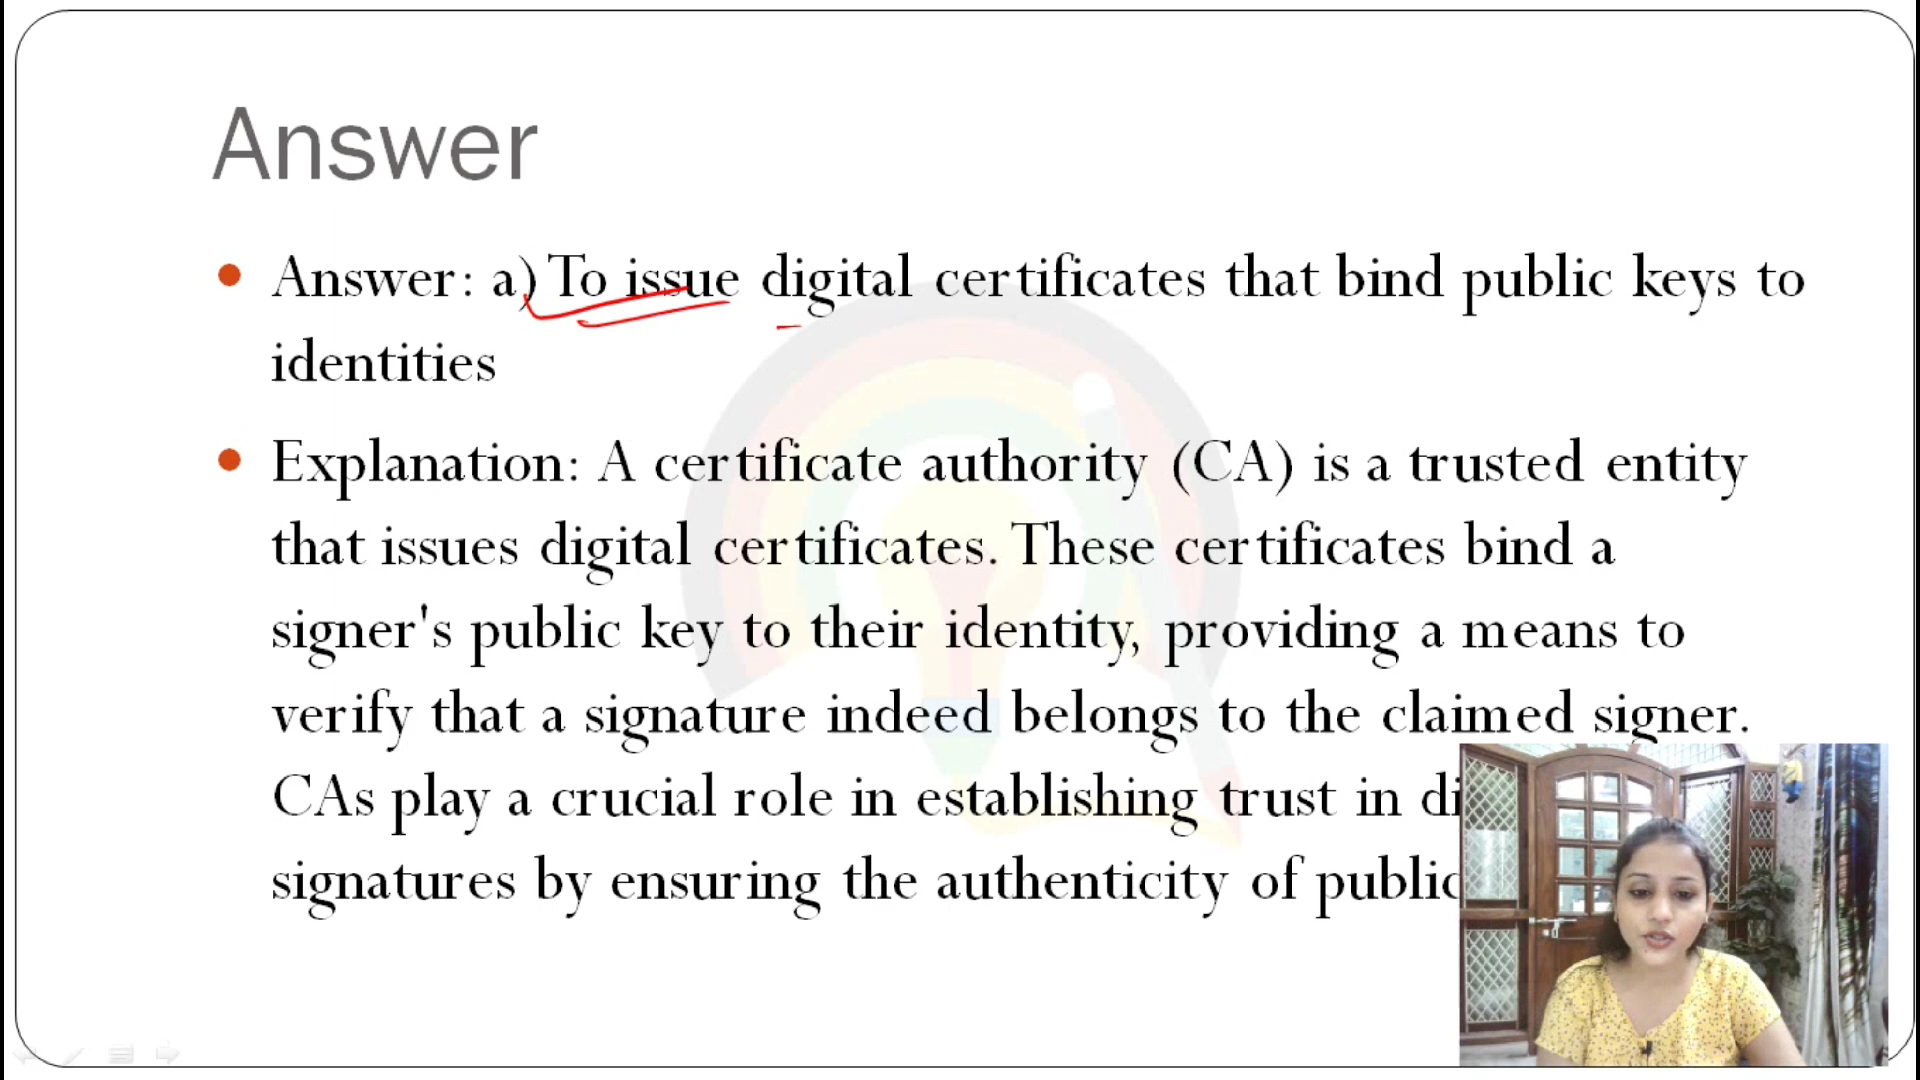 Answer
Answer: a) To issue digital certificates that bind public keys to
identities
Explanation: A certificate authority (CA) is a trusted entity
that issues digital certificates. These certificates bind a
signer's public key to their identity, providing a means to
verify that a signature indeed belongs to the claimed signer.
CAs play a crucial role in establishing trust in
signatures by ensuring the authenticity of public